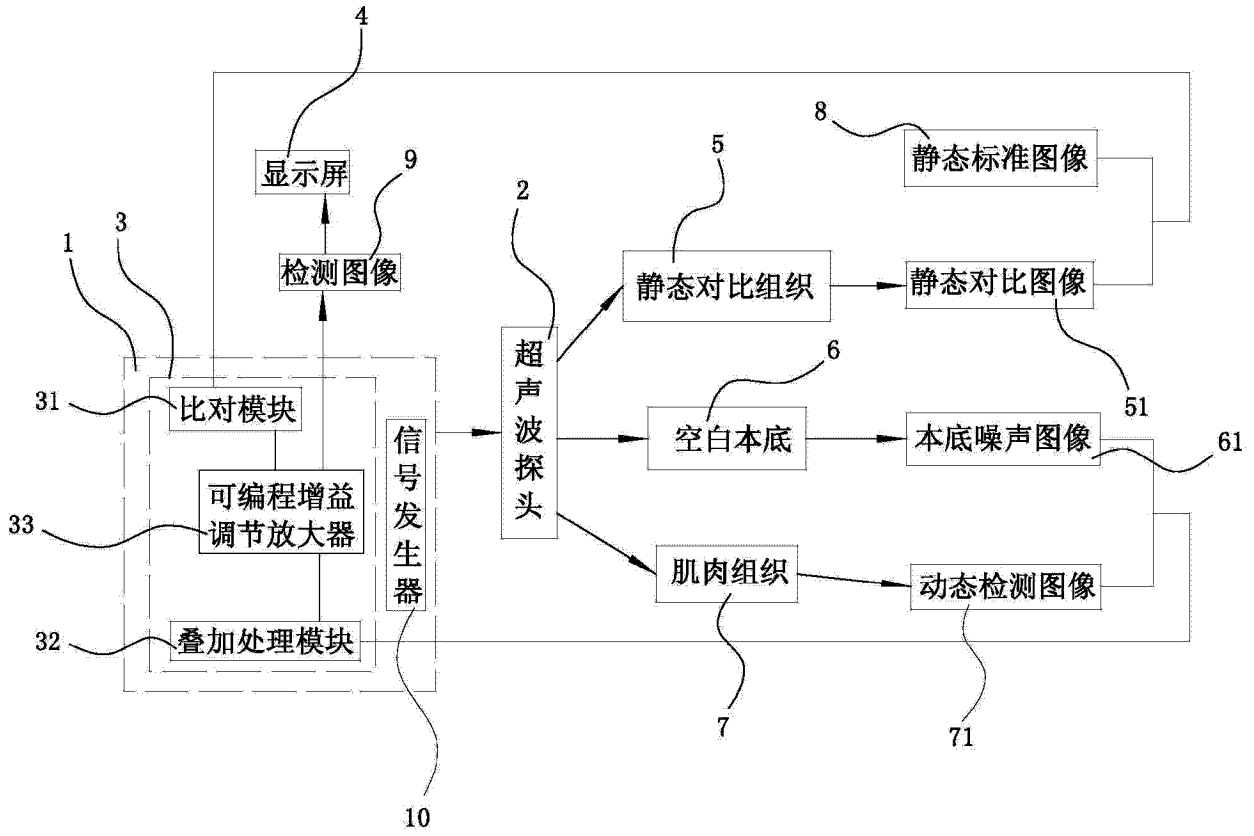 4
8
静态标准图像
显示屏
9
5
2
1
3
检测图像
静态对比组织
静态对比图像
超声波探头
6
51
31
比对模块
信号发生器
空白本底
本底噪声图像
61
可编程增益
调节放大器
33
肌肉组织
动态检测图像
32
叠加处理模块
7
71
10